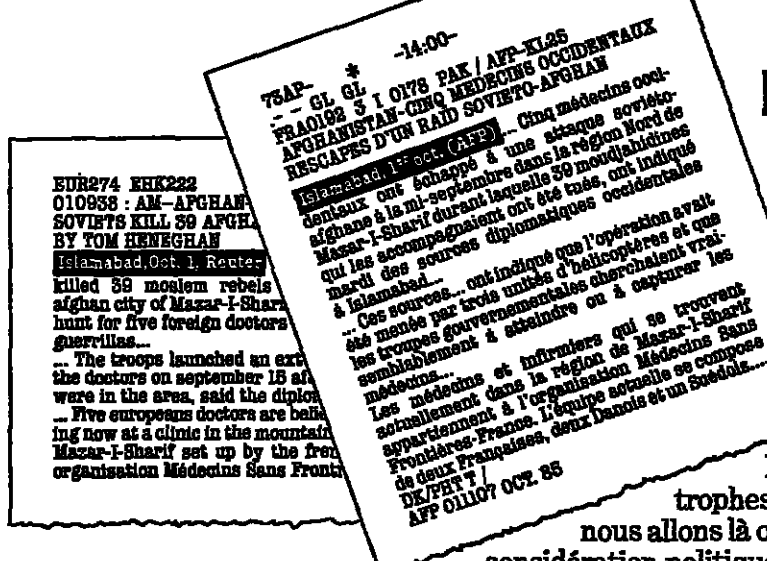 EUR274 EHK222
010938 : AM-AFGHAN-
SOVIETS KILL 39 AFGHA
BY TOM HENEGHAN
Islamabad, Oct. 1, Reuter
killed 39 moslem rebels
afghan city of Mazar-I-Shar
hunt for five foreign doctors
guerrillas...
... The troops launched an ext
the doctors on september 15 af
were in the area, said the diplo
... Five europeans doctors are beli
ing now at a clinic in the mountain
Mazar-I-Sharif set up by the fren
organisation Médecins Sans Front
-14:00-
73AP- *
- - GL GL
FRA0192 3 I 0178 PAK / AFP-KL25
AFGHANISTAN-CINQ MEDECINS OCCIDENTAUX
RESCAPES D'UN RAID SOVIETO-AFGHAN
Islamabad, 1er oct. (AFP)... Cinq médecins occi-
dentaux ont échappé à une attaque soviéto-
afghane à la mi-septembre dans la région Nord de
Mazar-I-Sharif durant laquelle 39 moudjahidines
qui les accompagnaient ont été tués, ont indiqué
mardi des sources diplomatiques occidentales
à Islamabad...
... Ces sources... ont indiqué que l'opération avait
été menée par trois unités d'hélicoptères et que
les troupes gouvernementales cherchaient vrai-
semblablement à atteindre ou à capturer les
médecins...
Les médecins et infirmiers qui se trouvent
actuellement dans la région de Mazar-I-Sharif
appartiennent à l'organisation Médecins Sans
Frontières-France. L'équipe actuelle se compose
de deux Françaises, deux Danois et un Suédois....
DK/PHT T /
AFP 011107 OCT. 85
trophes
nous allons là o
considération politique